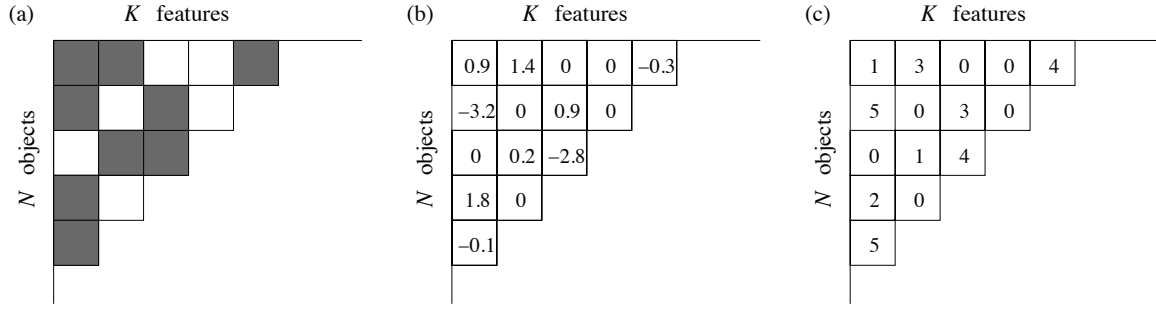 (a) K features
N objects
(b) K features
N objects
0.9 1.4 0 0 –0.3
–3.2 0 0.9 0
0 0.2 –2.8
1.8 0
–0.1
(c) K features
N objects
1 3 0 0 4
5 0 3 0
0 1 4
2 0
5